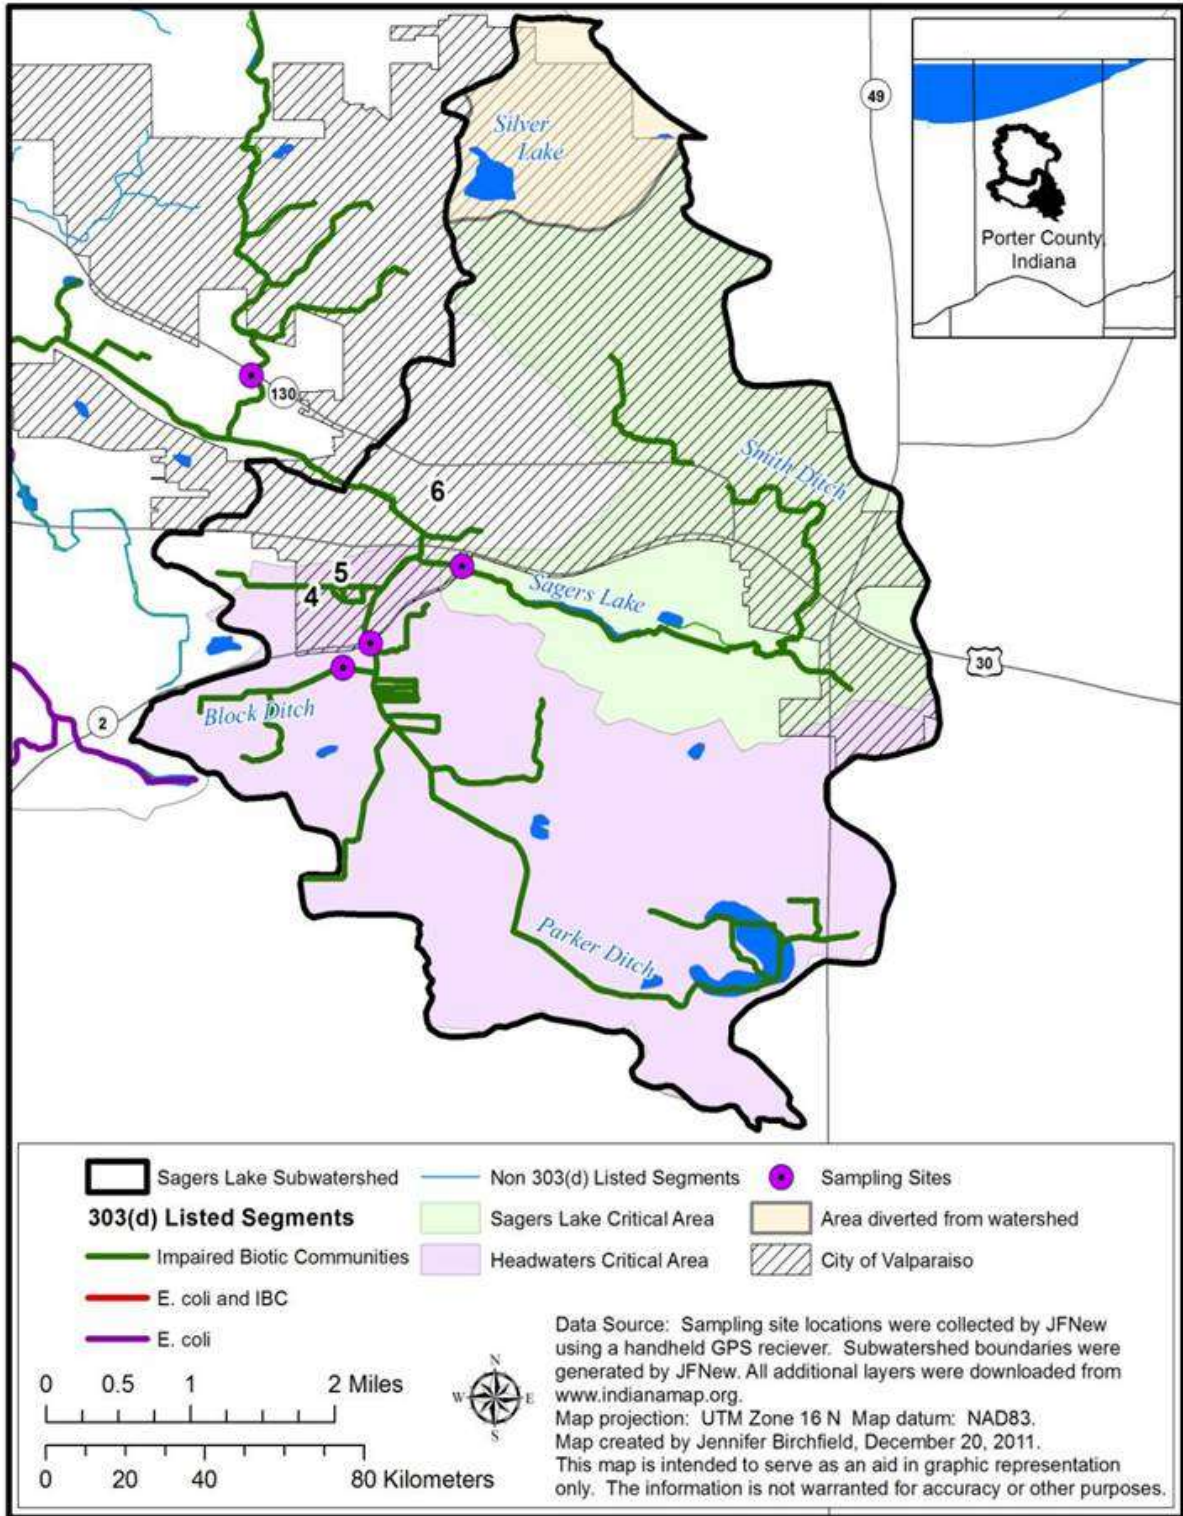 Silver
Lake
49
Porter County,
Indiana
130
6
Smith Ditch
5
4
Sagers Lake
30
Block Ditch
2
Parker Ditch
Sagers Lake Subwatershed
Non 303(d) Listed Segments
Sampling Sites
303(d) Listed Segments
Sagers Lake Critical Area
Area diverted from watershed
Impaired Biotic Communities
Headwaters Critical Area
City of Valparaiso
E. coli and IBC
E. coli
0 0.5 1 2 Miles
0 20 40 80 Kilometers
N
W E
S
Data Source: Sampling site locations were collected by JFNew
using a handheld GPS reciever. Subwatershed boundaries were
generated by JFNew. All additional layers were downloaded from
www.indianamap.org.
Map projection: UTM Zone 16 N Map datum: NAD83.
Map created by Jennifer Birchfield, December 20, 2011.
This map is intended to serve as an aid in graphic representation
only. The information is not warranted for accuracy or other purposes.